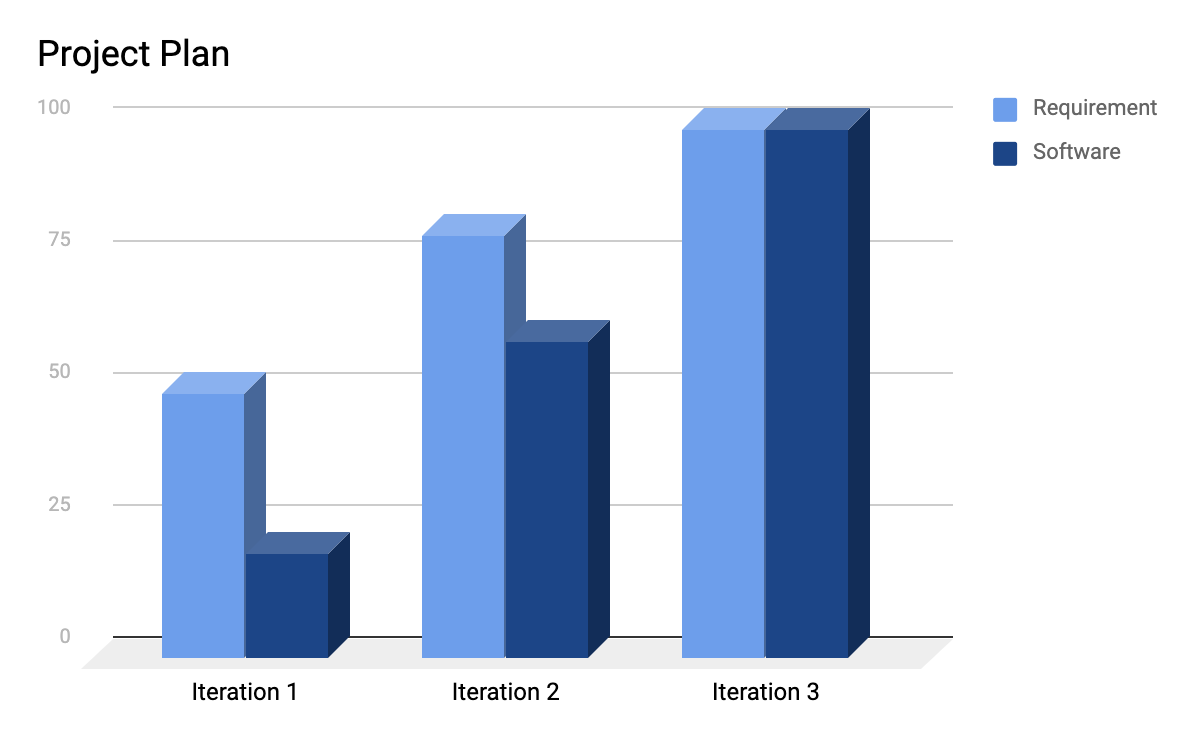 Project Plan
100
75
50
25
0
Iteration 1
Iteration 2
Iteration 3
Requirement
Software